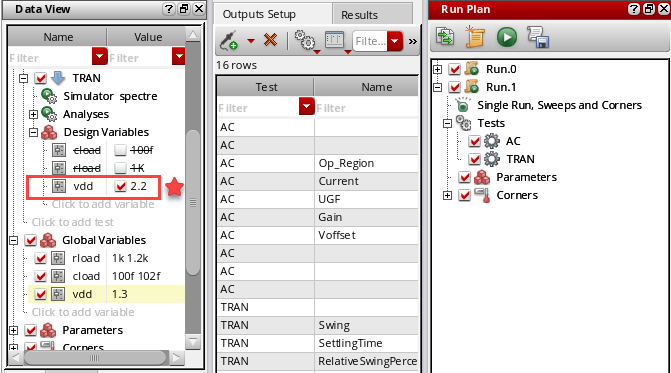 Data View
Name Value
Filter Filter
TRAN
Simulator spectre
Analyses
Design Variables
cload 100f
rload 1K
vdd 2.2
Click to add variable
Click to add test
Global Variables
rload 1k 1.2k
cload 100f 102f
vdd 1.3
Click to add variable
Parameters
Corners
Outputs Setup Results
Filte...
»
16 rows
Test Name
Filter Filter
AC
AC
AC Op_Region
AC Current
AC UGF
AC Gain
AC Voffset
AC
AC
AC
TRAN
TRAN Swing
TRAN SettlingTime
TRAN RelativeSwingPerce
Run Plan
Run.0
Run.1
Single Run, Sweeps and Corners
Tests
AC
TRAN
Parameters
Corners